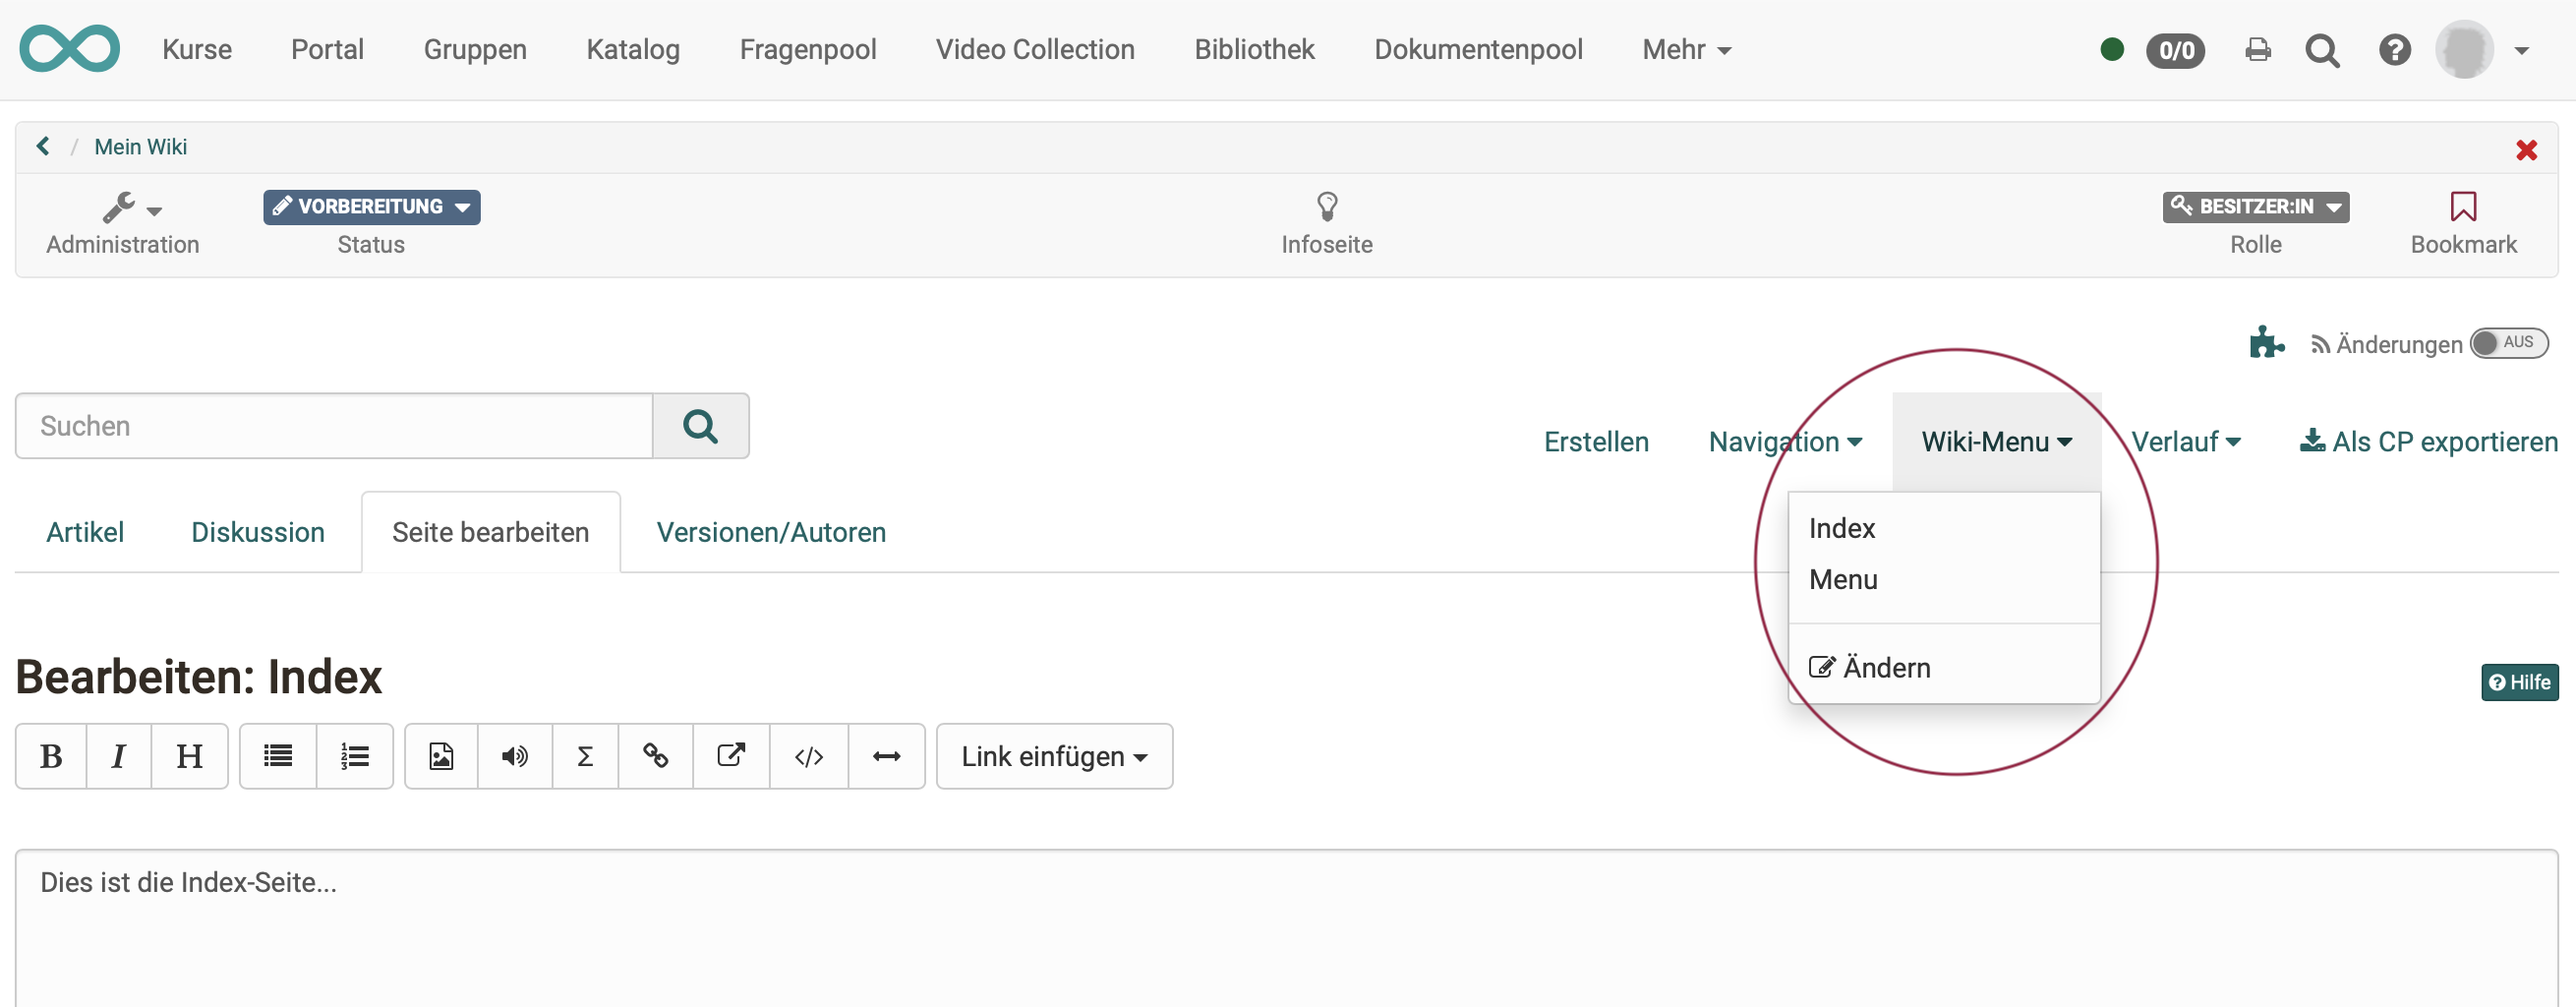 Kurse Portal Gruppen Katalog Fragenpool Video Collection Bibliothek Dokumentenpool Mehr 0/0
/ Mein Wiki
VORBEREITUNG BESITZER:IN
Administration Status Infoseite Rolle Bookmark
Änderungen AUS
Suchen
Erstellen Navigation Wiki-Menu Verlauf Als CP exportieren
Index
Menu
Ändern
Artikel Diskussion Seite bearbeiten Versionen/Autoren
Bearbeiten: Index
Hilfe
B I H Σ </> Link einfügen
Dies ist die Index-Seite...